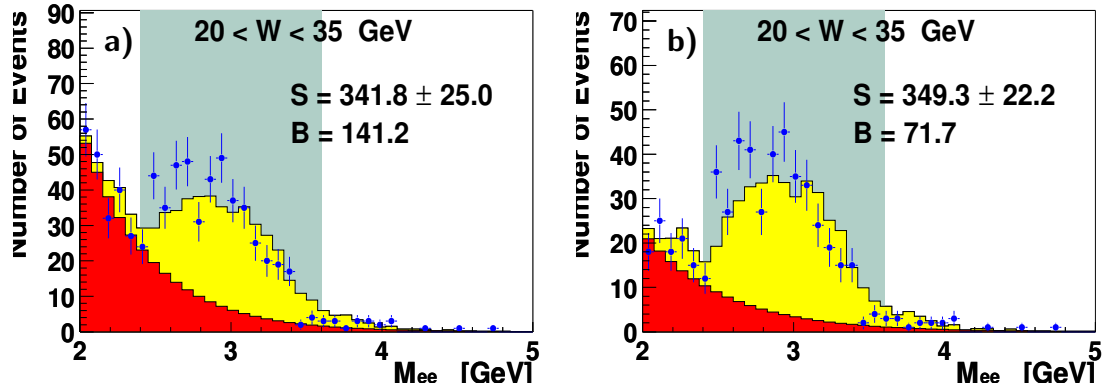 a)
20 < W < 35 GeV
S = 341.8 ± 25.0
B = 141.2
Number of Events
90
80
70
60
50
40
30
20
10
0
2
3
4
5
Mee [GeV]
b)
20 < W < 35 GeV
S = 349.3 ± 22.2
B = 71.7
Number of Events
70
60
50
40
30
20
10
0
2
3
4
5
Mee [GeV]